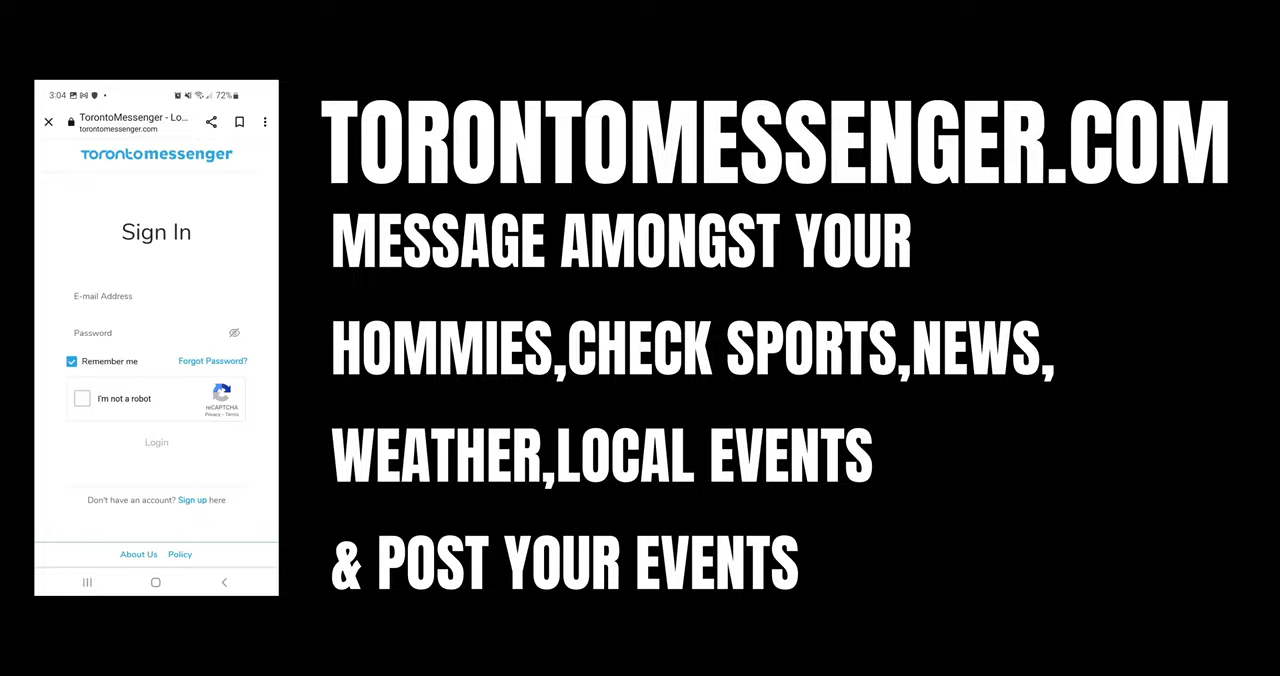 3:04
72%
TorontoMessenger - Lo...
torontomessenger.com
Torontomessenger
Sign In
E-mail Address
Password
Remember me
Forgot Password?
I'm not a robot
reCAPTCHA
Privacy - Terms
Login
Don't have an account? Sign up here
About Us Policy
TORONTOMESSENGER.COM
MESSAGE AMONGST YOUR
HOMMIES,CHECK SPORTS,NEWS,
WEATHER,LOCAL EVENTS
& POST YOUR EVENTS